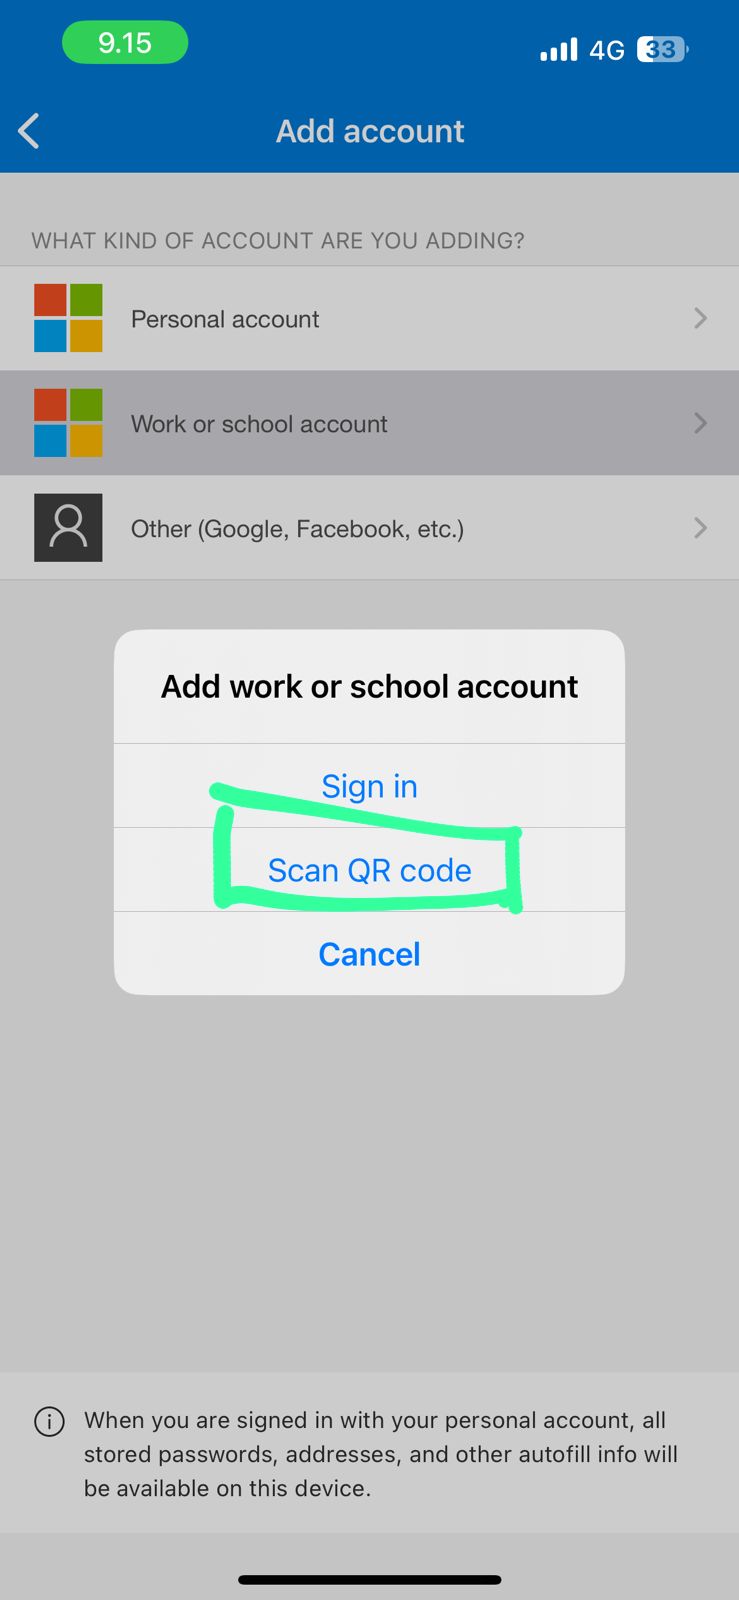 9.15
4G 33
Add account
WHAT KIND OF ACCOUNT ARE YOU ADDING?
Personal account
Work or school account
Other (Google, Facebook, etc.)
Add work or school account
Sign in
Scan QR code
Cancel
When you are signed in with your personal account, all
stored passwords, addresses, and other autofill info will
be available on this device.